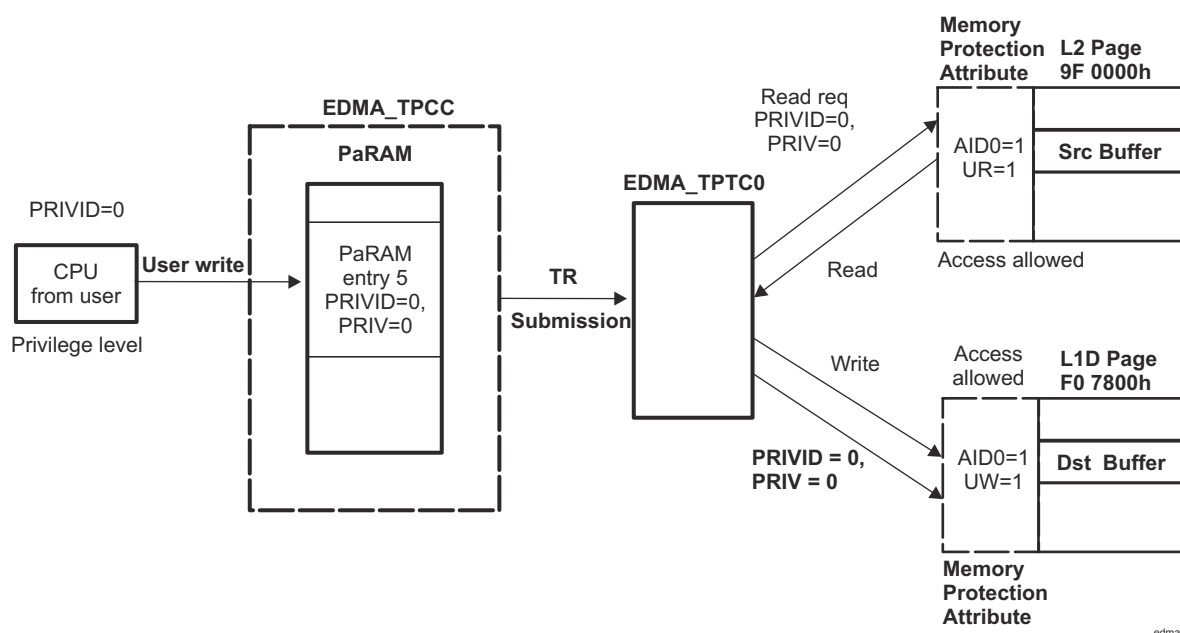 PRIVID=0
CPU
from user
Privilege level
User write
EDMA_TPCC
PaRAM
PaRAM
entry 5
PRIVID=0,
PRIV=0
TR
Submission
EDMA_TPTC0
Read req
PRIVID=0,
PRIV=0
Read
Memory
Protection
Attribute
L2 Page
9F 0000h
AID0=1
UR=1
Src Buffer
Access allowed
Write
PRIVID = 0,
PRIV = 0
Access
allowed
L1D Page
F0 7800h
AID0=1
UW=1
Dst Buffer
Memory
Protection
Attribute